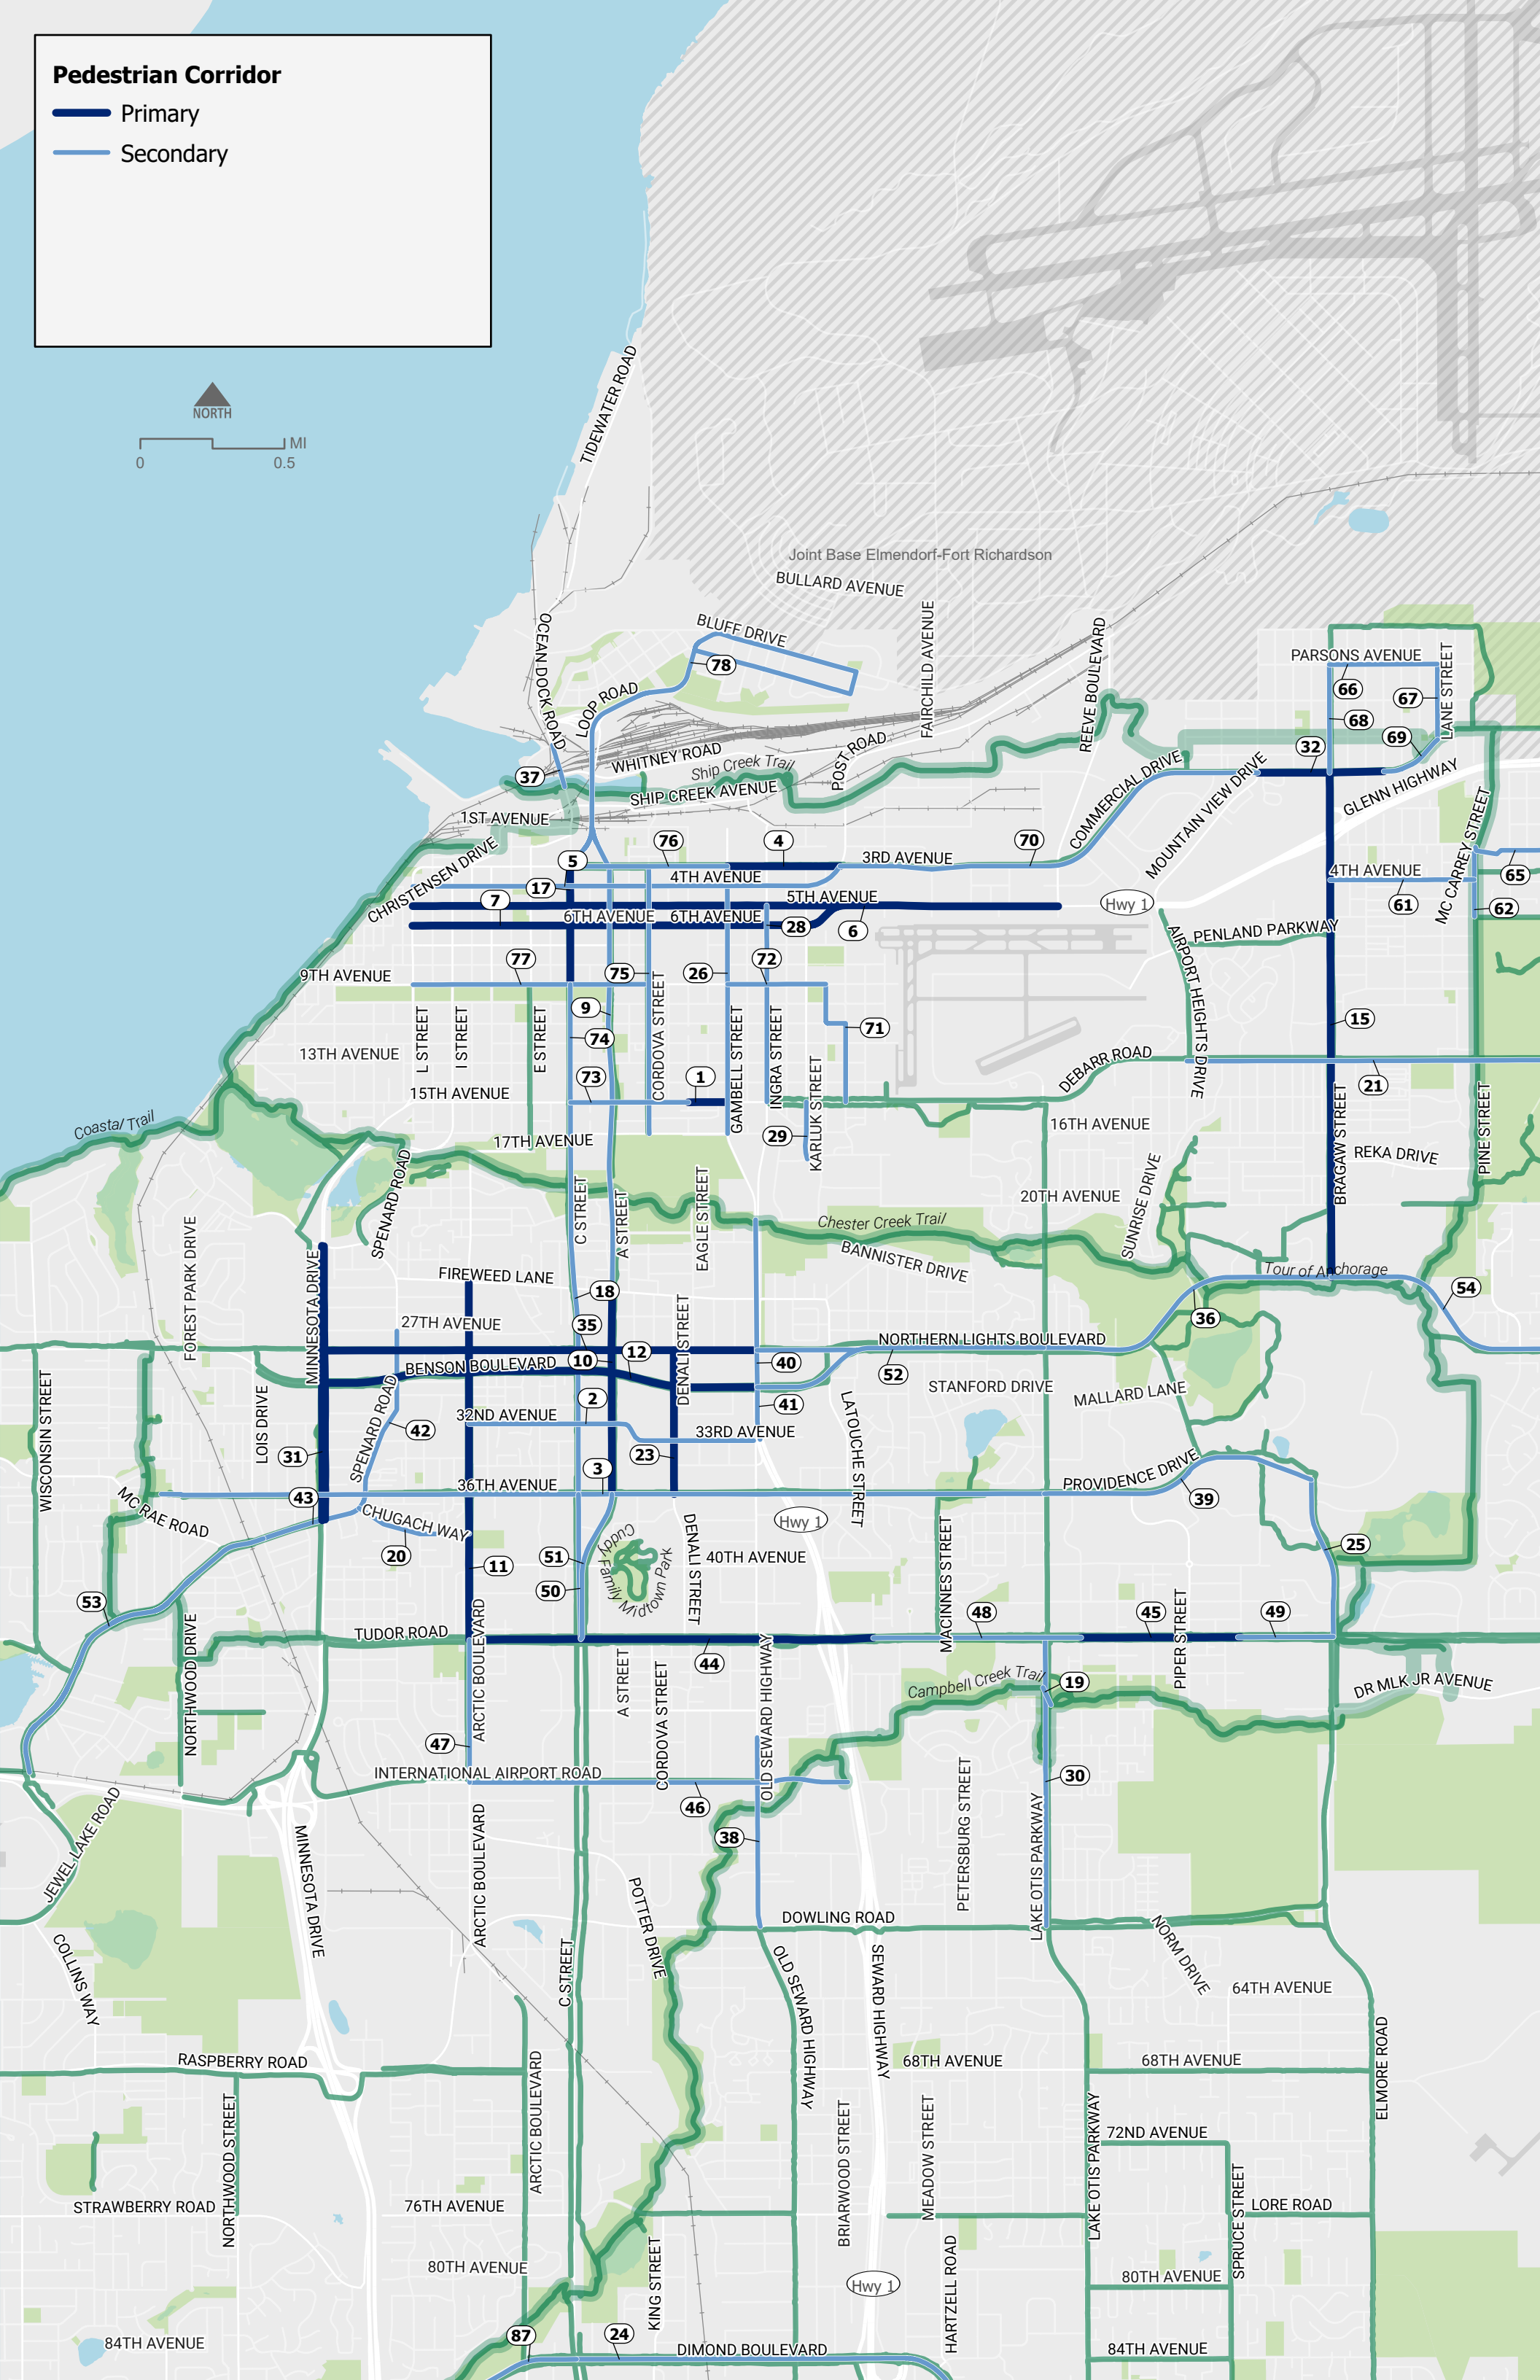 Pedestrian Corridor
Primary
Secondary
NORTH
MI
0
0.5
TIDEWATER ROAD
Joint Base Elmendorf-Fort Richardson
BULLARD AVENUE
OCEAN DOCK ROAD
BLUFF DRIVE
FAIRCHILD AVENUE
REEVE BOULEVARD
78
LOOP ROAD
PARSONS AVENUE
66
67
LANE STREET
68
69
32
WHITNEY ROAD
37
Ship Creek Trail
POST ROAD
SHIP CREEK AVENUE
COMMERCIAL DRIVE
MOUNTAIN VIEW DRIVE
GLENN HIGHWAY
1ST AVENUE
76
4
70
CHRISTENSEN DRIVE
5
3RD AVENUE
MC CARREY STREET
17
4TH AVENUE
4TH AVENUE
65
7
5TH AVENUE
Hwy 1
61
62
6TH AVENUE
6TH AVENUE
28
6
PENLAND PARKWAY
AIRPORT HEIGHTS DRIVE
77
75
26
72
9TH AVENUE
CORDOVA STREET
9
L STREET
I STREET
E STREET
74
GAMBELL STREET
INGRA STREET
71
15
13TH AVENUE
73
1
KARLUK STREET
DEBARR ROAD
21
15TH AVENUE
BRAGAW STREET
PINE STREET
Coastal Trail
17TH AVENUE
29
16TH AVENUE
REKA DRIVE
SPENARD ROAD
C STREET
A STREET
EAGLE STREET
20TH AVENUE
SUNRISE DRIVE
Chester Creek Trail
FOREST PARK DRIVE
MINNESOTA DRIVE
BANNISTER DRIVE
Tour of Anchorage
FIREWEED LANE
18
54
27TH AVENUE
35
DENALI STREET
36
NORTHERN LIGHTS BOULEVARD
12
10
BENSON BOULEVARD
40
52
WISCONSIN STREET
LOIS DRIVE
STANFORD DRIVE
MALLARD LANE
2
41
32ND AVENUE
SPENARD ROAD
42
33RD AVENUE
LATOUCHE STREET
31
23
3
PROVIDENCE DRIVE
36TH AVENUE
39
43
MC RAE ROAD
CHUGACH WAY
Hwy 1
20
11
51
Cuddy
Family Midtown Park
DENALI STREET
40TH AVENUE
MACINNES STREET
25
50
53
48
45
PIPER STREET
49
NORTHWOOD DRIVE
TUDOR ROAD
ARCTIC BOULEVARD
44
OLD SEWARD HIGHWAY
A STREET
CORDOVA STREET
Campbell Creek Trail
19
DR MLK JR AVENUE
47
INTERNATIONAL AIRPORT ROAD
30
JEWEL LAKE ROAD
46
PETERSBURG STREET
LAKE OTIS PARKWAY
38
MINNESOTA DRIVE
ARCTIC BOULEVARD
POTTER DRIVE
DOWLING ROAD
NORM DRIVE
COLLINS WAY
C STREET
OLD SEWARD HIGHWAY
SEWARD HIGHWAY
64TH AVENUE
RASPBERRY ROAD
68TH AVENUE
68TH AVENUE
ELMORE ROAD
NORTHWOOD STREET
ARCTIC BOULEVARD
BRIARWOOD STREET
MEADOW STREET
LAKE OTIS PARKWAY
72ND AVENUE
STRAWBERRY ROAD
76TH AVENUE
SPRUCE STREET
LORE ROAD
80TH AVENUE
KING STREET
HARTZELL ROAD
80TH AVENUE
Hwy 1
84TH AVENUE
87
24
DIMOND BOULEVARD
84TH AVENUE